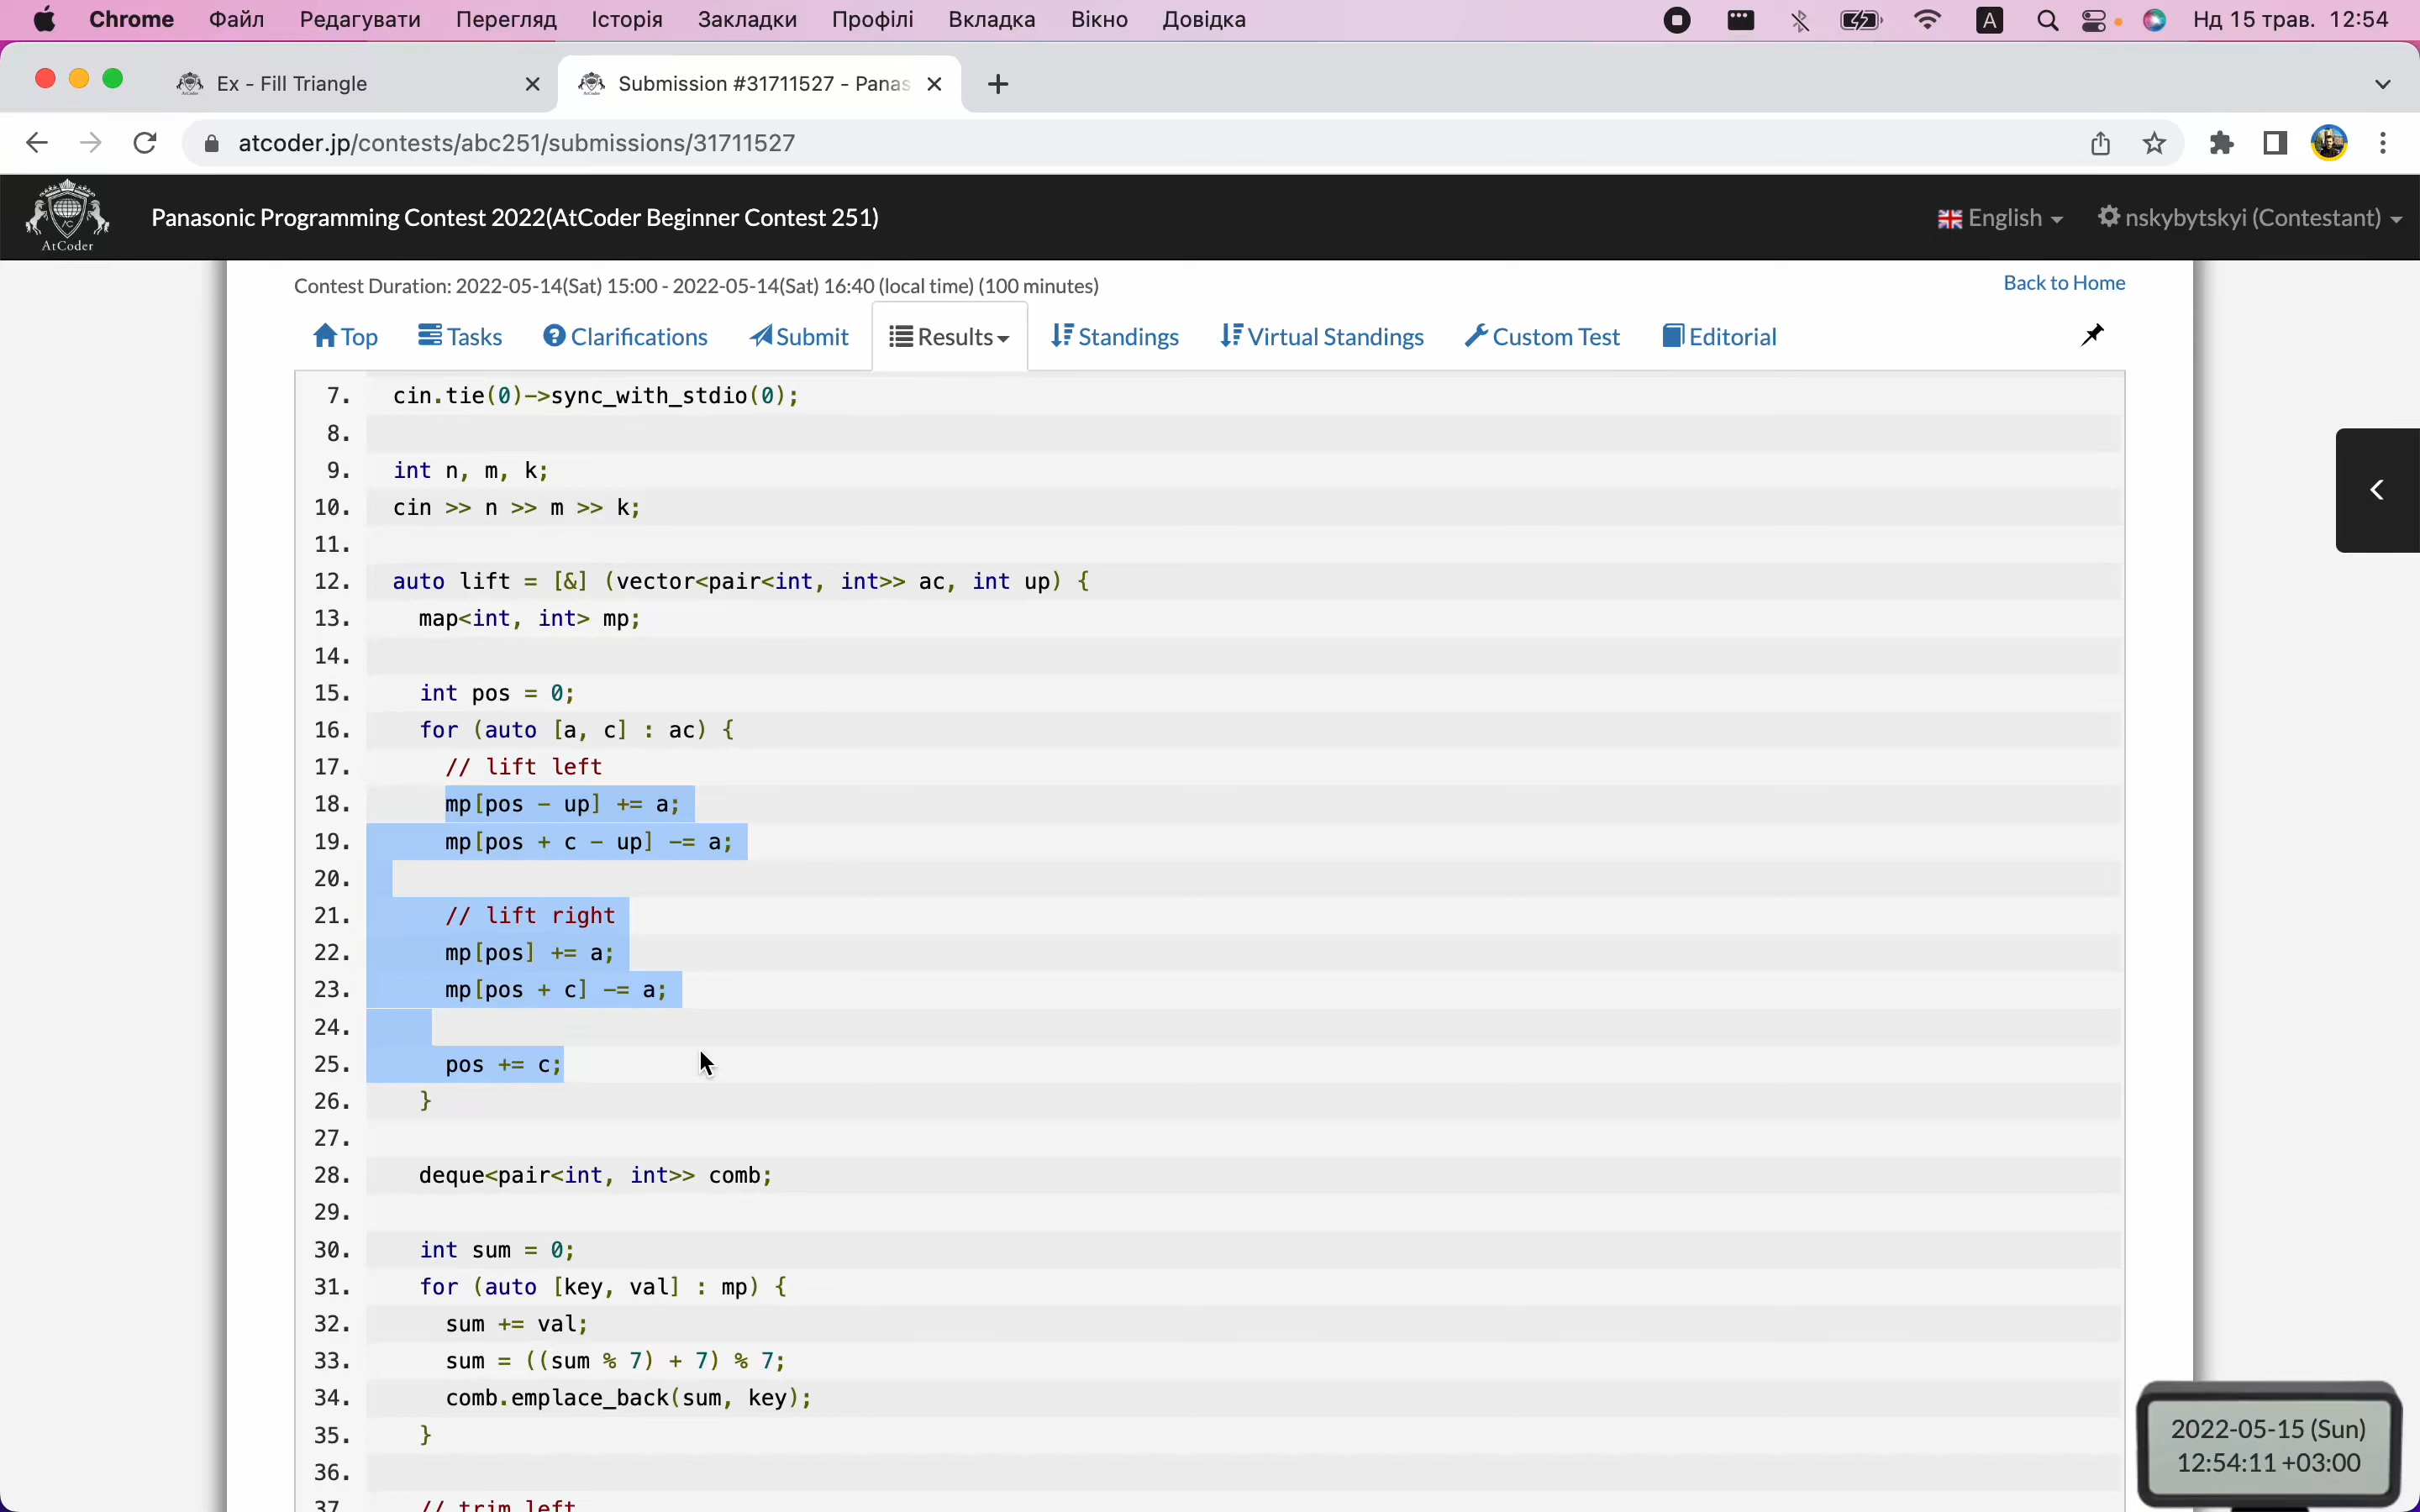 Chrome Файл Редагувати Перегляд Історія Закладки Профілі Вкладка Вікно Довідка A Нд 15 трав. 12:54
Ex - Fill Triangle Submission #31711527 - Panas
atcoder.jp/contests/abc251/submissions/31711527
AtCoder Panasonic Programming Contest 2022(AtCoder Beginner Contest 251) English nskybytskyi (Contestant)
Contest Duration: 2022-05-14(Sat) 15:00 - 2022-05-14(Sat) 16:40 (local time) (100 minutes) Back to Home
Top Tasks Clarifications Submit Results Standings Virtual Standings Custom Test Editorial
7. cin.tie(0)->sync_with_stdio(0);
8.
9. int n, m, k;
10. cin >> n >> m >> k;
11.
12. auto lift = [&] (vector<pair<int, int>> ac, int up) {
13. map<int, int> mp;
14.
15. int pos = 0;
16. for (auto [a, c] : ac) {
17. // lift left
18. mp[pos - up] += a;
19. mp[pos + c - up] -= a;
20.
21. // lift right
22. mp[pos] += a;
23. mp[pos + c] -= a;
24.
25. pos += c;
26. }
27.
28. deque<pair<int, int>> comb;
29.
30. int sum = 0;
31. for (auto [key, val] : mp) {
32. sum += val;
33. sum = ((sum % 7) + 7) % 7;
34. comb.emplace_back(sum, key);
35. }
36.
37 // trim left
2022-05-15 (Sun)
12:54:11 +03:00